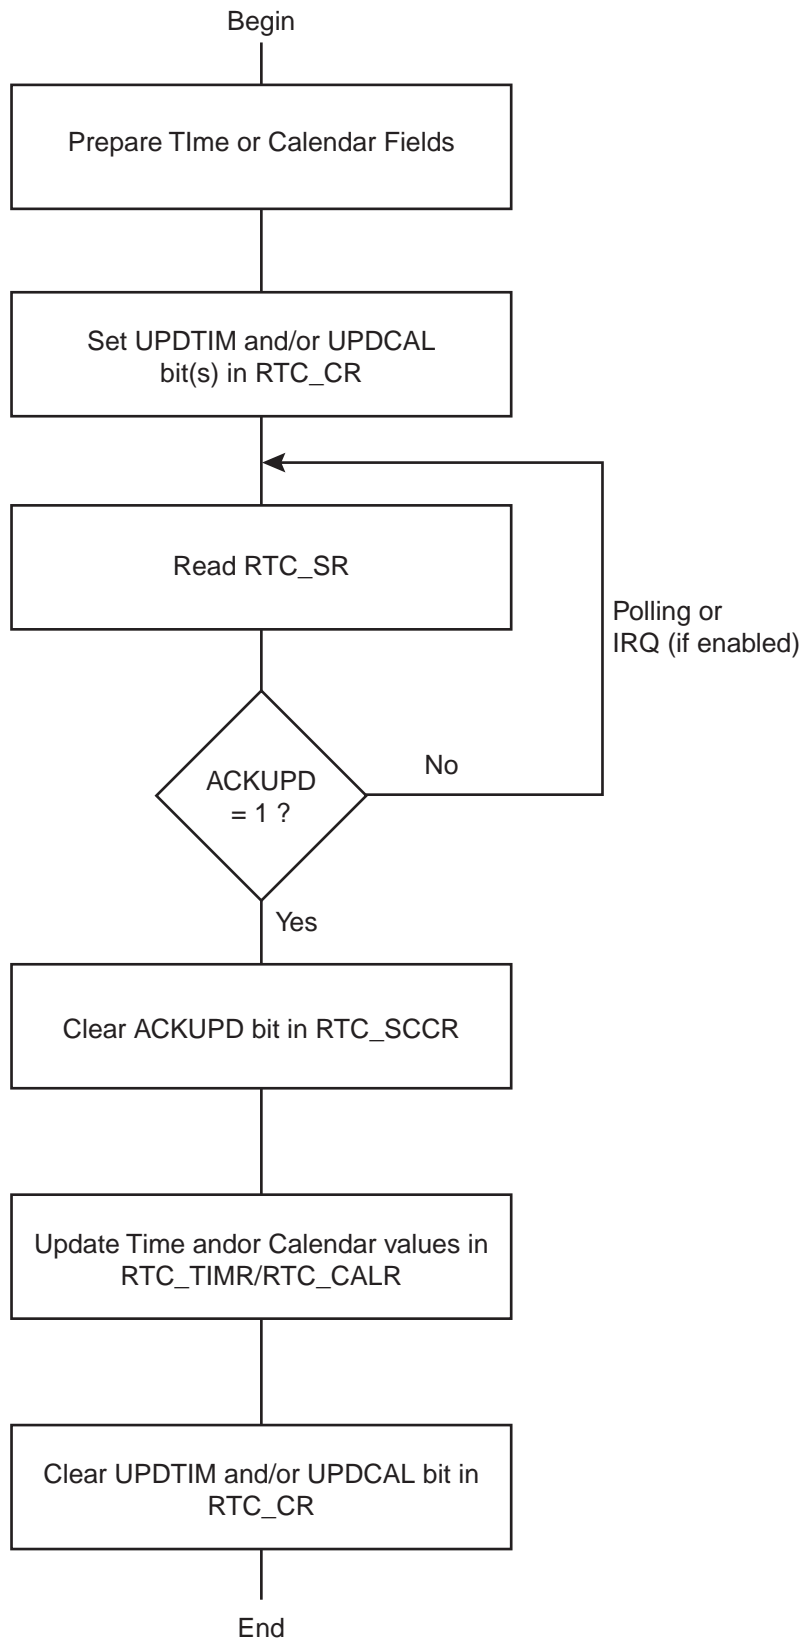 Begin
Prepare TIme or Calendar Fields
Set UPDTIM and/or UPDCAL
bit(s) in RTC_CR
Read RTC_SR
Polling or
IRQ (if enabled)
ACKUPD
= 1 ?
No
Yes
Clear ACKUPD bit in RTC_SCCR
Update Time andor Calendar values in
RTC_TIMR/RTC_CALR
Clear UPDTIM and/or UPDCAL bit in
RTC_CR
End